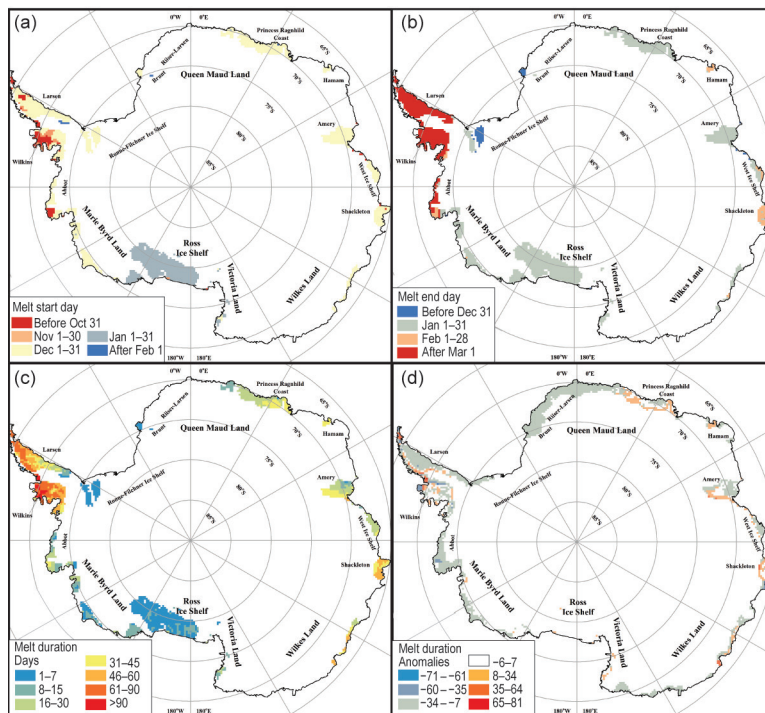 (a)
0°W 0°E
Princess Ragnhild
Coast
65°S
Riiser-Larsen
Brunt
Queen Maud Land
70°S
Hamam
Larsen
75°S
Amery
80°S
Ronne-Filchner Ice Shelf
85°S
Wilkins
West Ice Shelf
Abbot
Shackleton
Marie Byrd Land
Ross
Ice Shelf
Victoria Land
Wilkes Land
Melt start day
Before Oct 31
Nov 1–30
Jan 1–31
Dec 1–31
After Feb 1
180°W 180°E
(b)
0°W 0°E
Princess Ragnhild
Coast
65°S
Riiser-Larsen
Brunt
Queen Maud Land
70°S
Hamam
Larsen
75°S
Amery
80°S
Ronne-Filchner Ice Shelf
85°S
Wilkins
West Ice Shelf
Abbot
Shackleton
Marie Byrd Land
Ross
Ice Shelf
Victoria Land
Wilkes Land
Melt end day
Before Dec 31
Jan 1–31
Feb 1–28
After Mar 1
180°W 180°E
(c)
0°W 0°E
Princess Ragnhild
Coast
65°S
Riiser-Larsen
Brunt
Queen Maud Land
70°S
Hamam
Larsen
75°S
Amery
80°S
Ronne-Filchner Ice Shelf
85°S
Wilkins
West Ice Shelf
Abbot
Shackleton
Marie Byrd Land
Ross
Ice Shelf
Victoria Land
Wilkes Land
Melt duration
Days
1–7
8–15
16–30
31–45
46–60
61–90
>90
180°W 180°E
(d)
0°W 0°E
Princess Ragnhild
Coast
65°S
Riiser-Larsen
Brunt
Queen Maud Land
70°S
Hamam
Larsen
75°S
Amery
80°S
Ronne-Filchner Ice Shelf
85°S
Wilkins
West Ice Shelf
Abbot
Shackleton
Marie Byrd Land
Ross
Ice Shelf
Victoria Land
Wilkes Land
Melt duration
Anomalies
−71 – −61
−60 – −35
−34 – −7
−6–7
8–34
35–64
65–81
180°W 180°E